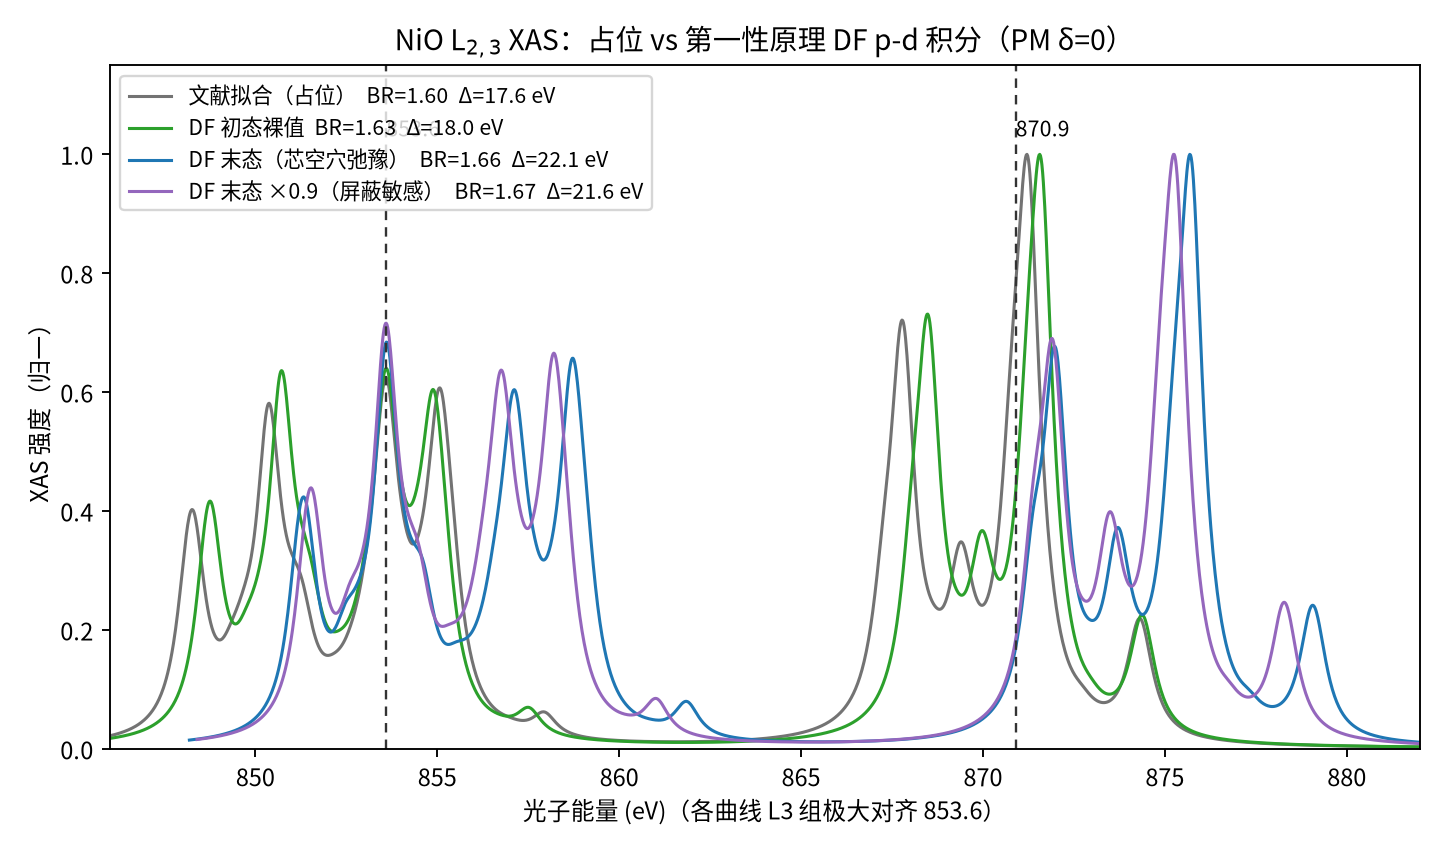 NiO L2,3 XAS：占位 vs 第一性原理 DF p-d 积分（PM δ=0）
文献拟合（占位） BR=1.60 Δ=17.6 eV
DF 初态裸值 BR=1.63 Δ=18.0 eV
DF 末态（芯空穴弛豫） BR=1.66 Δ=22.1 eV
DF 末态 ×0.9（屏蔽敏感） BR=1.67 Δ=21.6 eV
853.6
870.9
XAS 强度（归一）
1.0
0.8
0.6
0.4
0.2
0.0
850 855 860 865 870 875 880
光子能量 (eV)（各曲线 L3 组极大对齐 853.6）